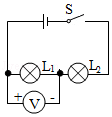 S
L₁ L₂
+ V -